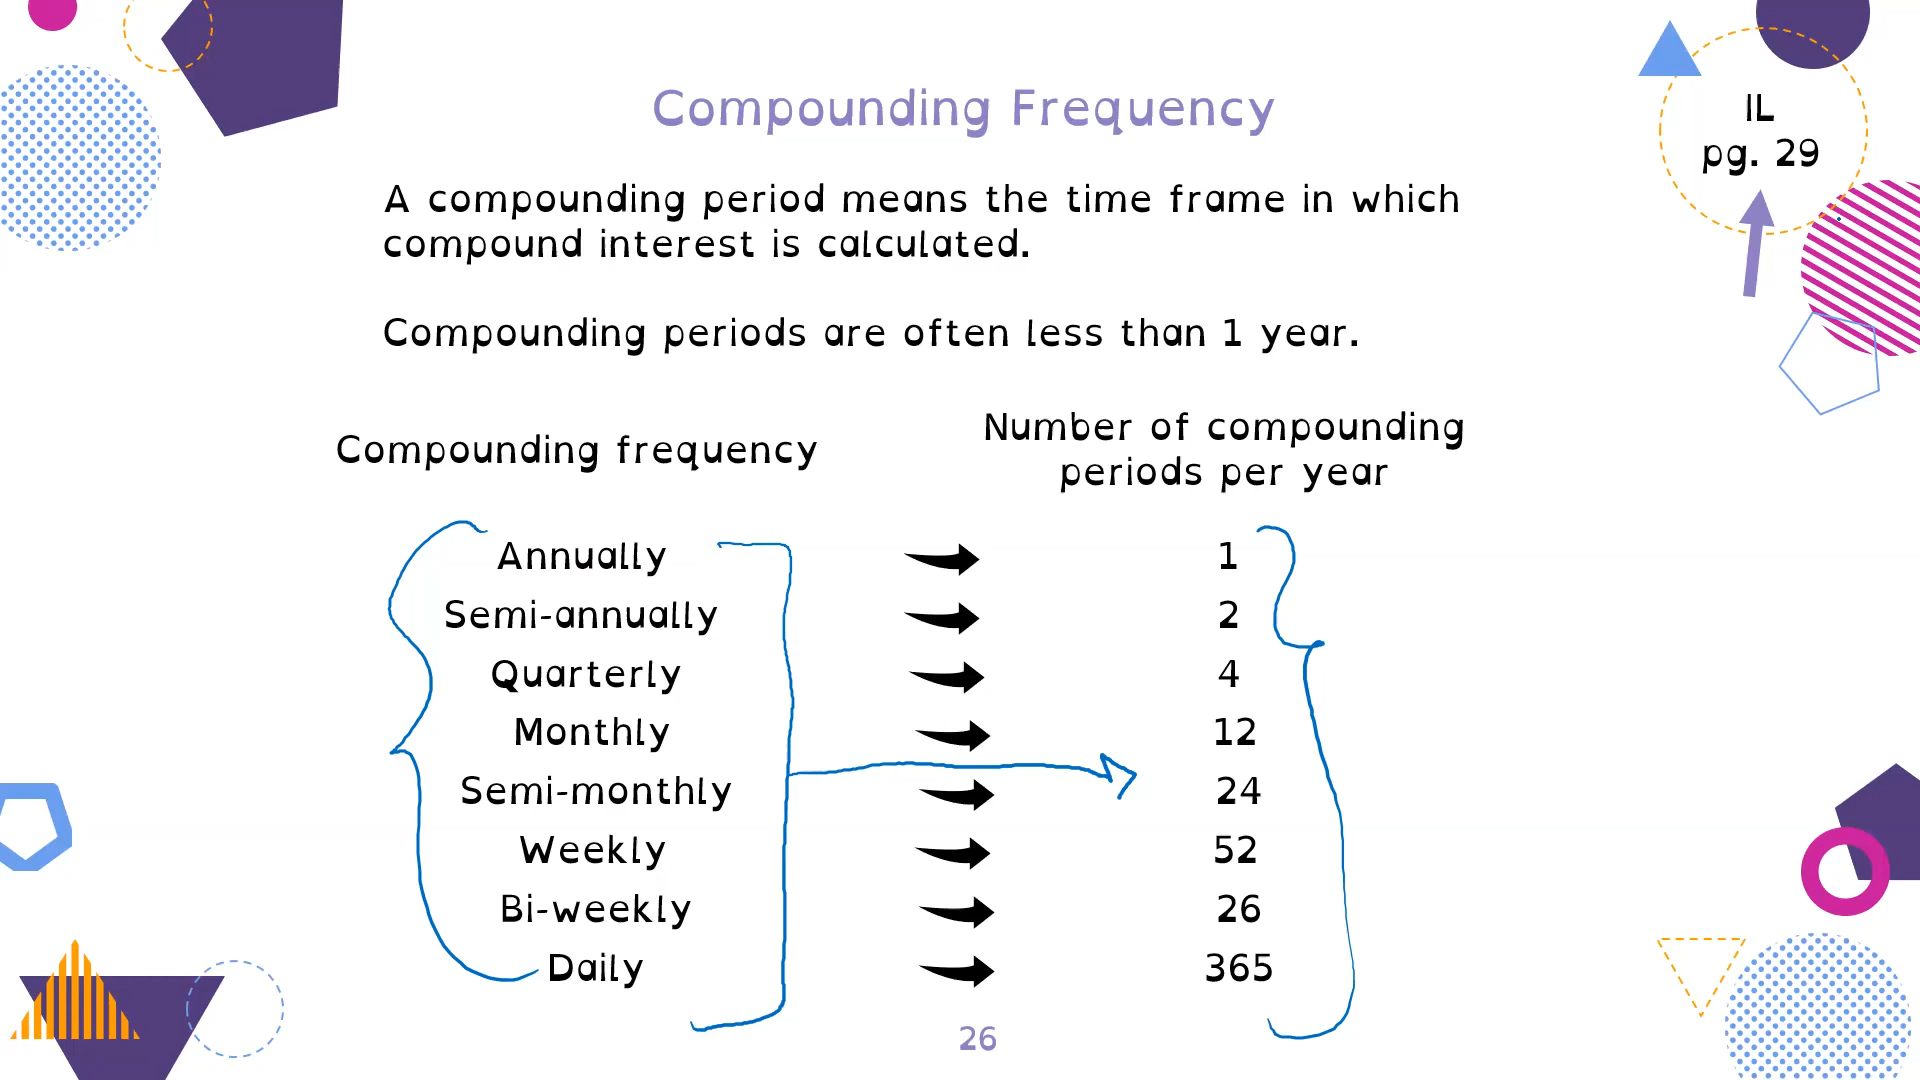 Compounding Frequency
IL
pg. 29
A compounding period means the time frame in which
compound interest is calculated.
Compounding periods are often less than 1 year.
Compounding frequency
Number of compounding
periods per year
Annually 1
Semi-annually 2
Quarterly 4
Monthly 12
Semi-monthly 24
Weekly 52
Bi-weekly 26
Daily 365
26